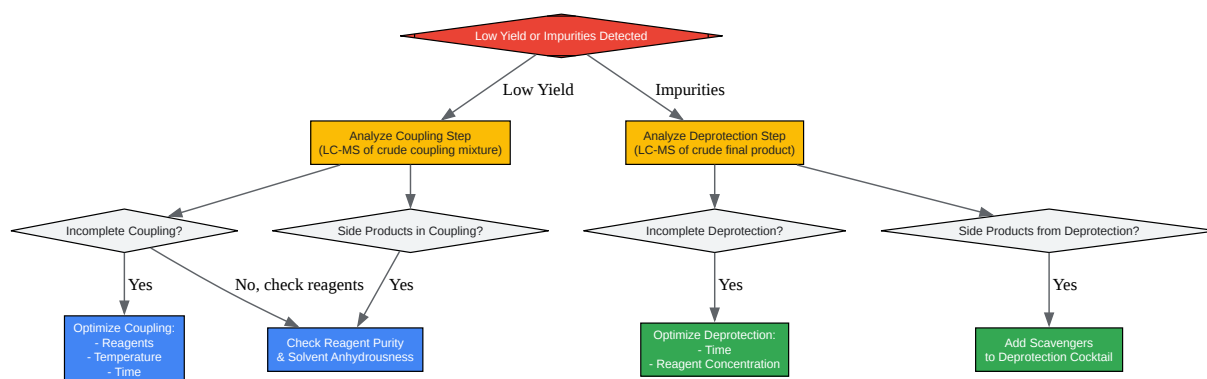 Low Yield or Impurities Detected
Low Yield
Impurities
Analyze Coupling Step
(LC-MS of crude coupling mixture)
Analyze Deprotection Step
(LC-MS of crude final product)
Incomplete Coupling?
Side Products in Coupling?
Incomplete Deprotection?
Side Products from Deprotection?
Yes
No, check reagents
Yes
Yes
Yes
Optimize Coupling:
- Reagents
- Temperature
- Time
Check Reagent Purity
& Solvent Anhydrousness
Optimize Deprotection:
- Time
- Reagent Concentration
Add Scavengers
to Deprotection Cocktail